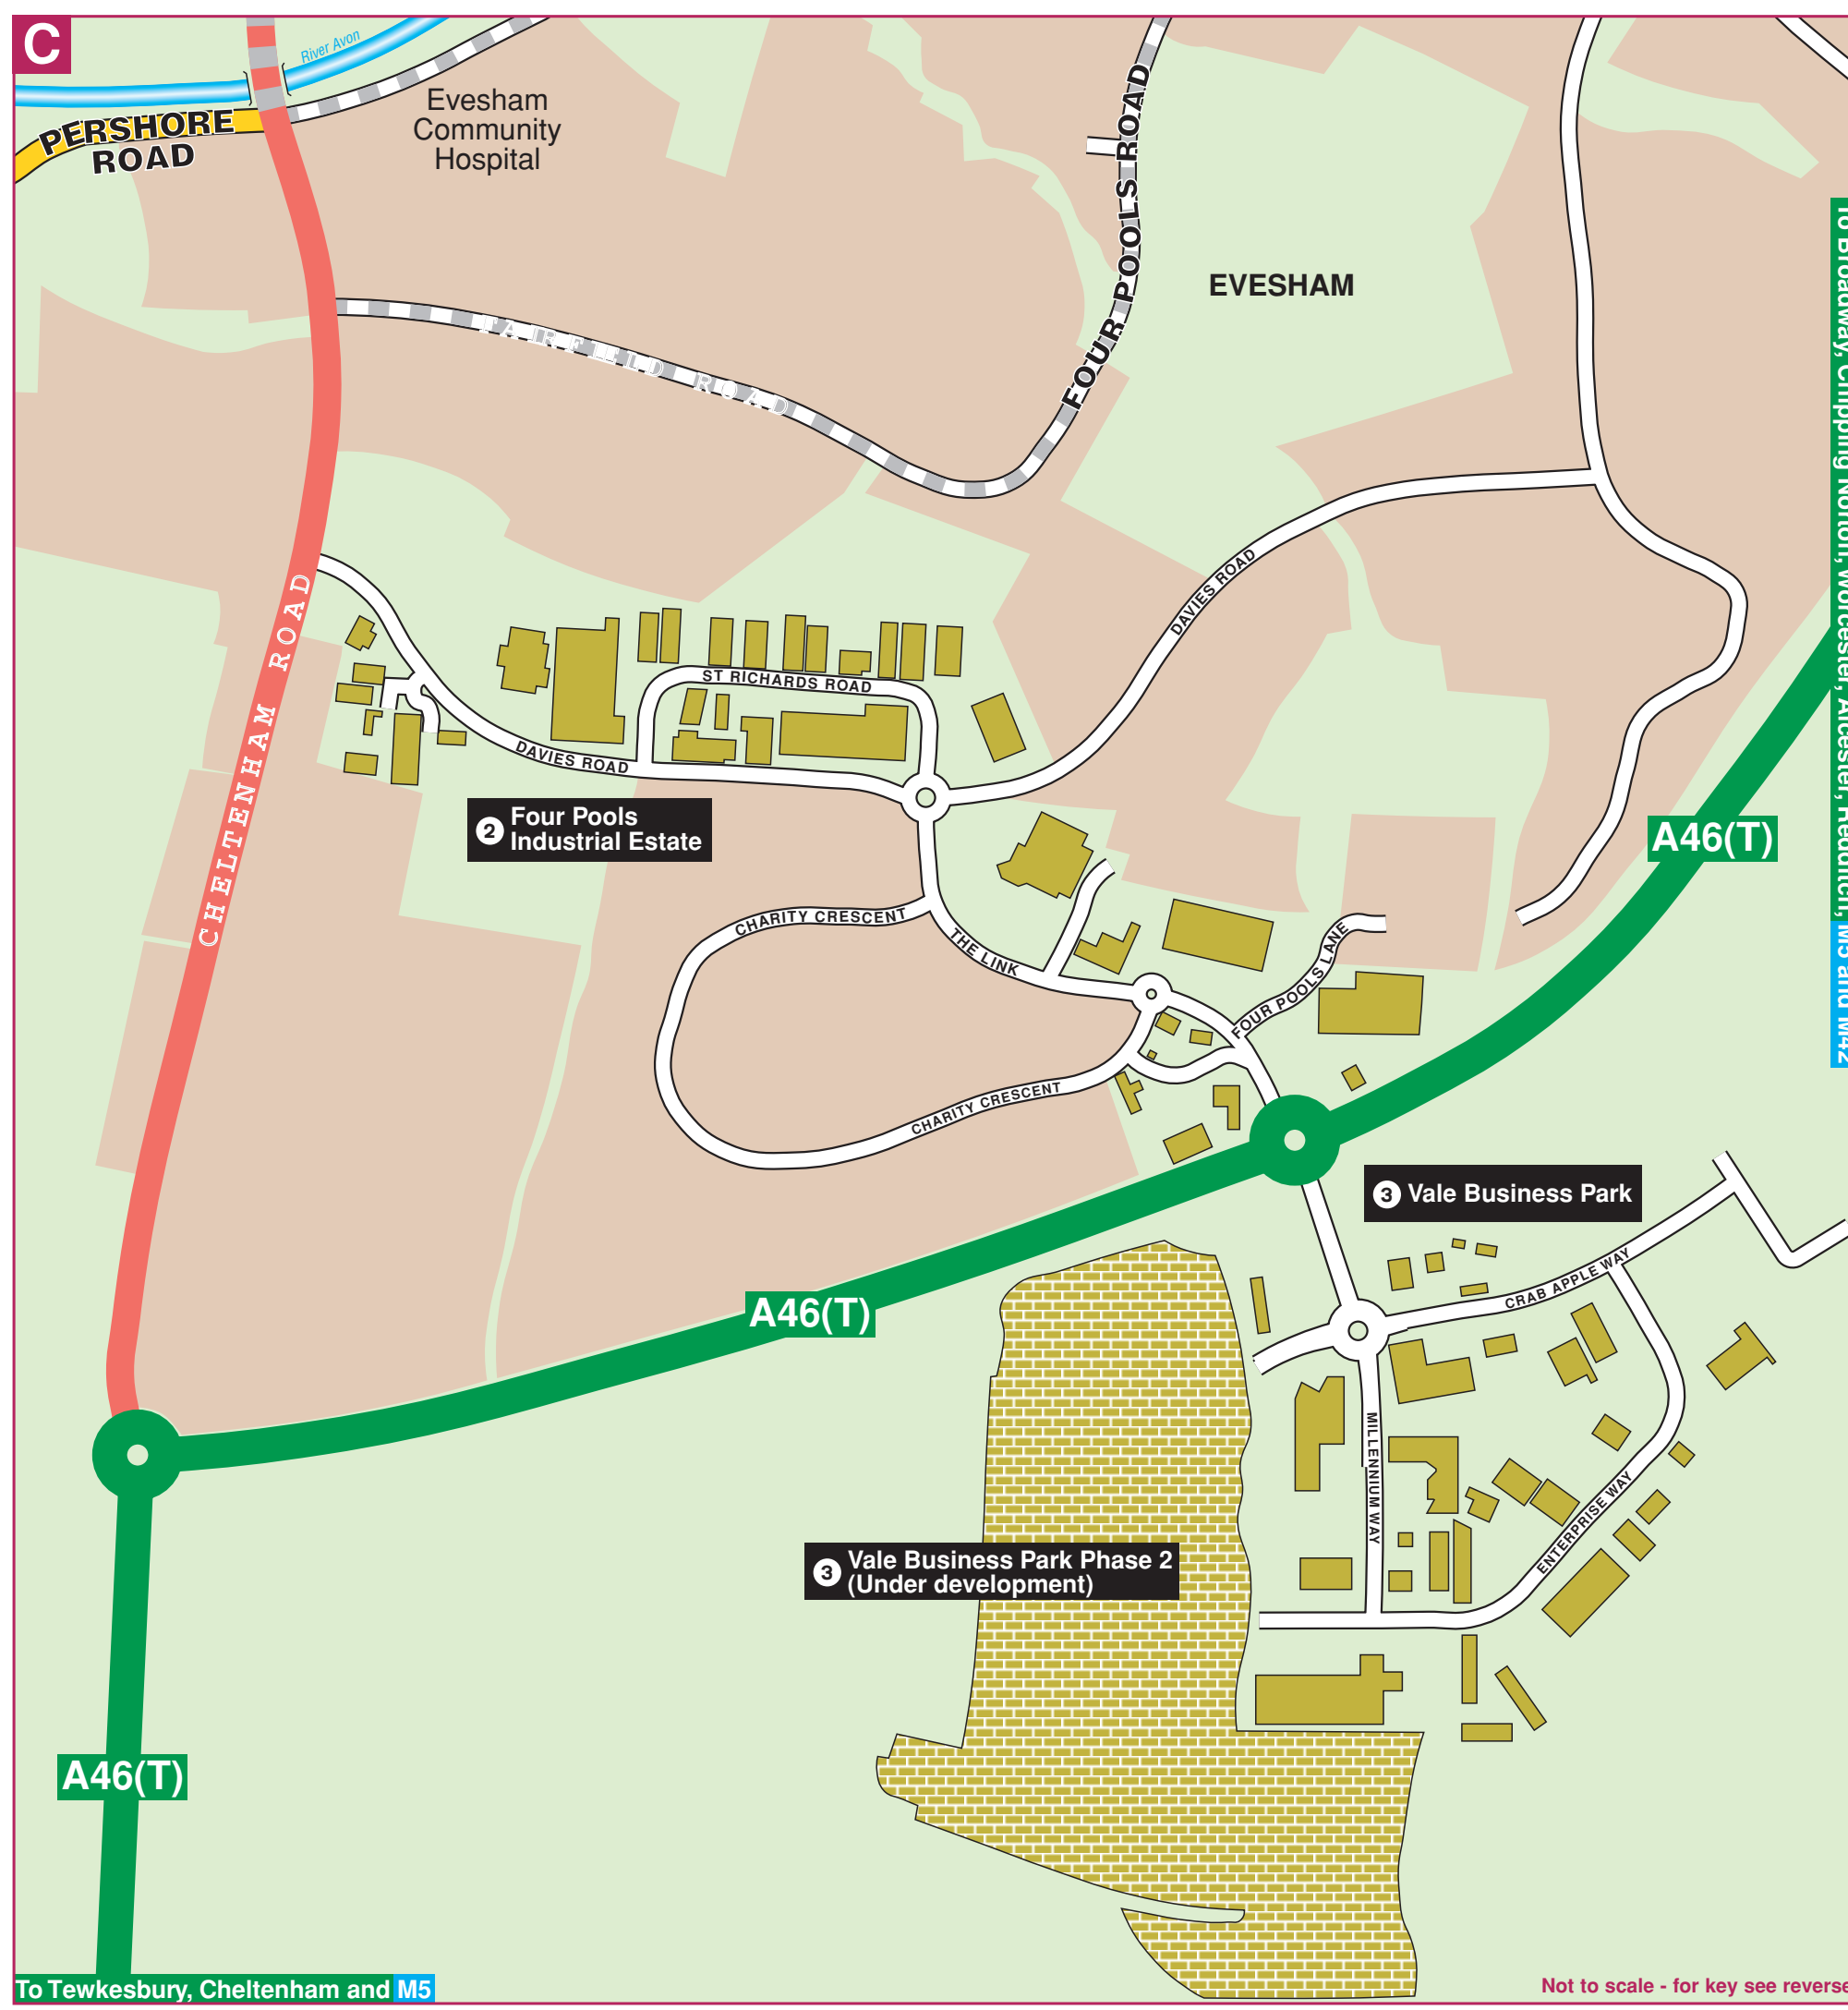 C
River Avon
PERSHORE
ROAD
Evesham
Community
Hospital
FOUR POOLS ROAD
EVESHAM
FAIRFIELD ROAD
To Broadway, Chipping Norton, Worcester, Alcester, Redditch, M5 and M42
CHELTENHAM ROAD
DAVIES ROAD
ST RICHARDS ROAD
DAVIES ROAD
2 Four Pools
Industrial Estate
A46(T)
CHARITY CRESCENT
THE LINK
FOUR POOLS LANE
CHARITY CRESCENT
3 Vale Business Park
A46(T)
CRAB APPLE WAY
MILLENNIUM WAY
ENTERPRISE WAY
3 Vale Business Park Phase 2
(Under development)
A46(T)
To Tewkesbury, Cheltenham and M5
Not to scale - for key see reverse